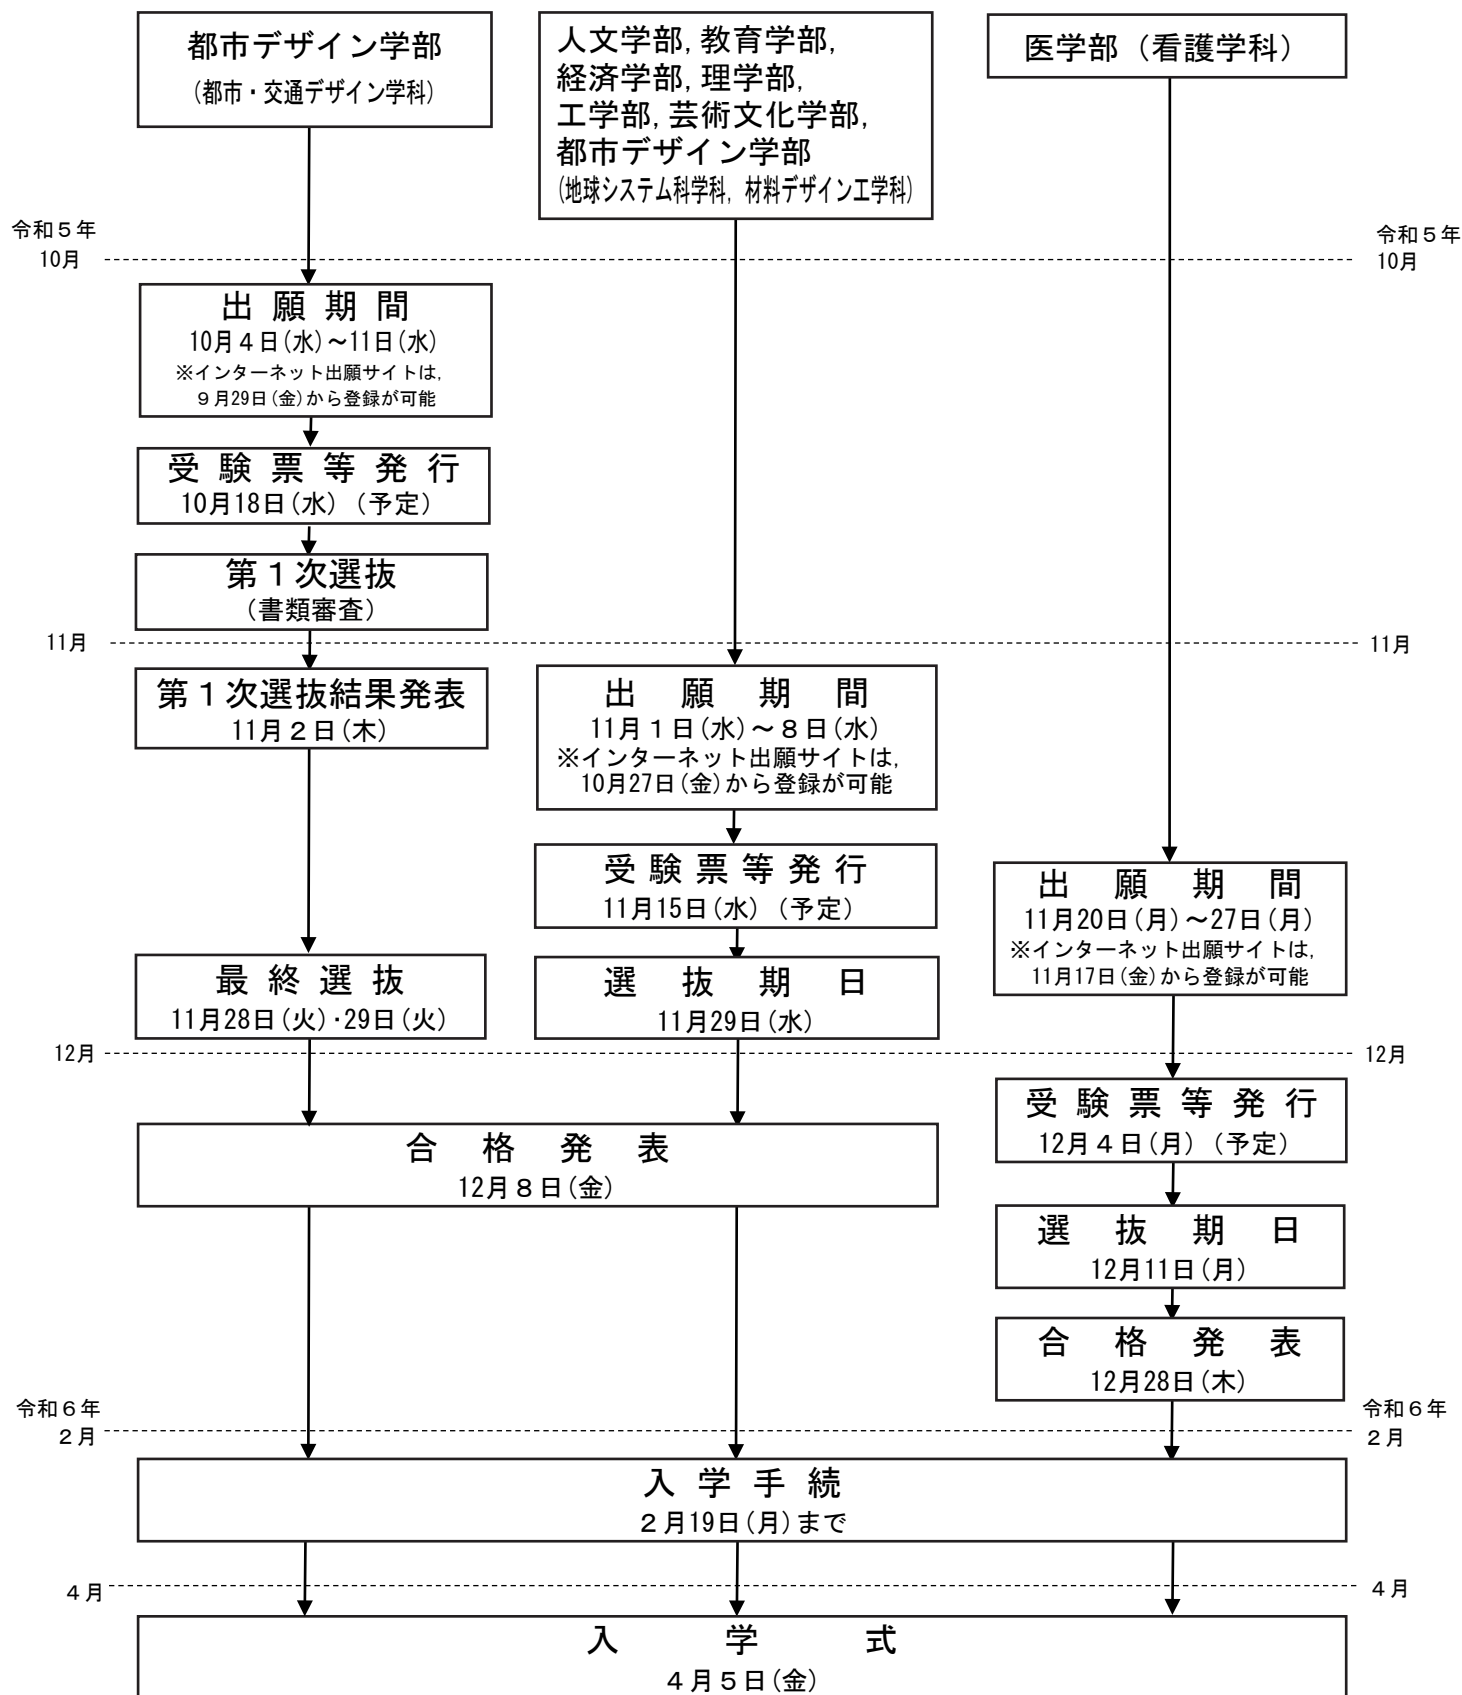 都市デザイン学部
(都市・交通デザイン学科)
人文学部, 教育学部,
経済学部, 理学部,
工学部, 芸術文化学部,
都市デザイン学部
(地球システム科学科, 材料デザイン工学科)
医学部（看護学科）
令和５年
10月
令和５年
10月
出願期間
10月４日(水)～11日(水)
※インターネット出願サイトは,
９月29日(金)から登録が可能
受験票等発行
10月18日(水)（予定）
第１次選抜
（書類審査）
11月
11月
第１次選抜結果発表
11月２日(木)
出願期間
11月１日(水)～８日(水)
※インターネット出願サイトは,
10月27日(金)から登録が可能
受験票等発行
11月15日(水)（予定）
出願期間
11月20日(月)～27日(月)
※インターネット出願サイトは,
11月17日(金)から登録が可能
最終選抜
11月28日(火)・29日(火)
選抜期日
11月29日(水)
12月
12月
受験票等発行
12月４日(月)（予定）
合格発表
12月８日(金)
選抜期日
12月11日(月)
合格発表
12月28日(木)
令和６年
２月
令和６年
２月
入学手続
２月19日(月)まで
４月
４月
入学式
４月５日(金)